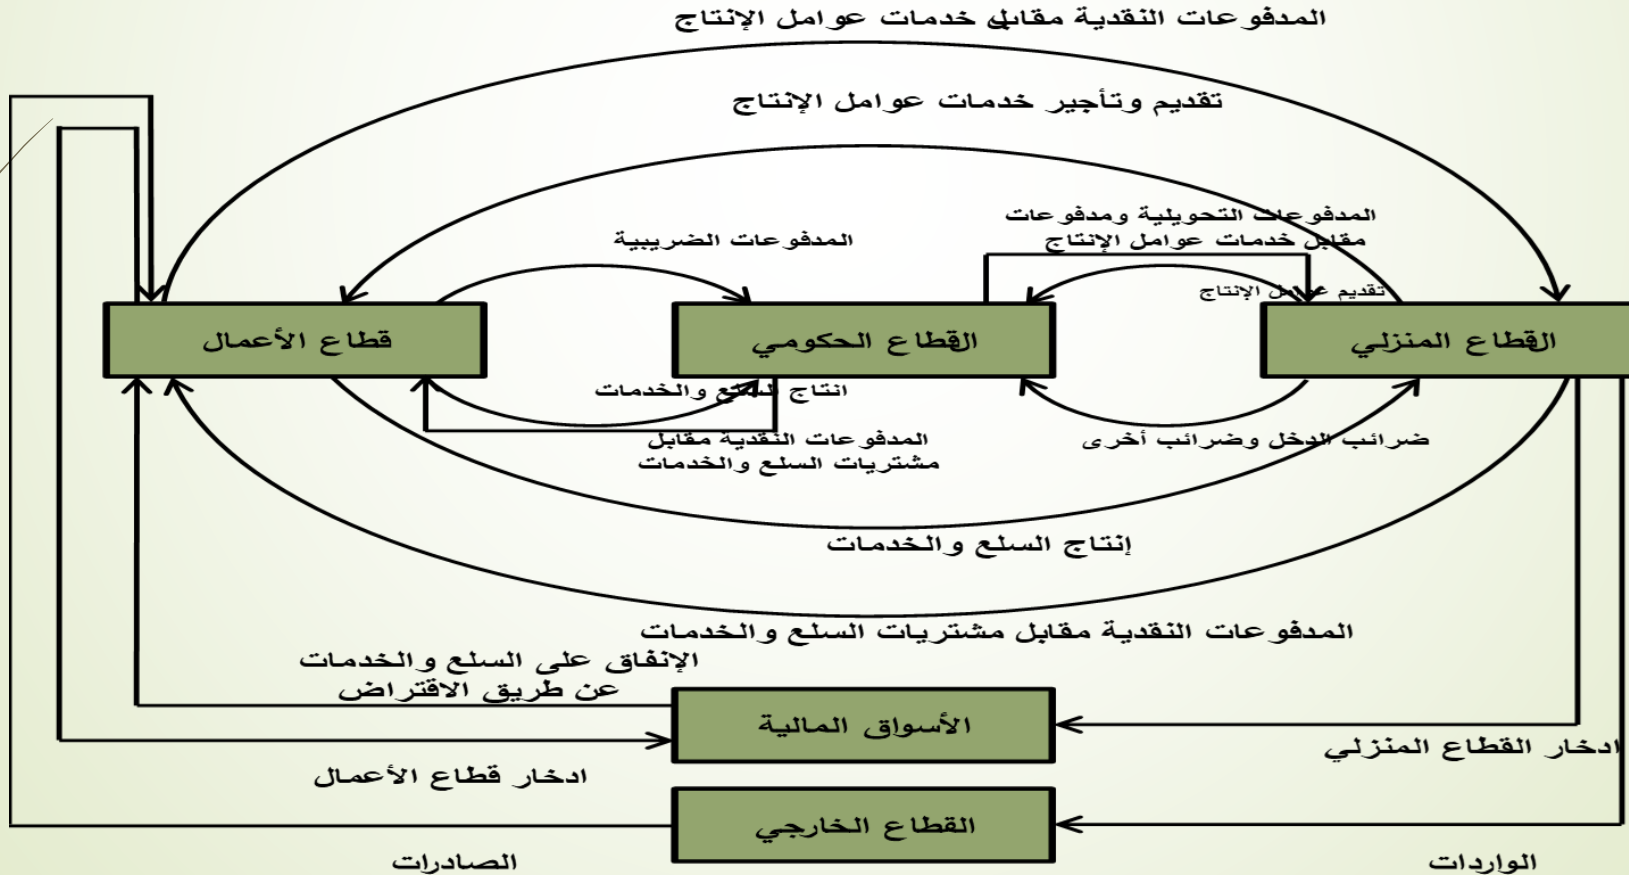 المدفوعات النقدية مقابل خدمات عوامل الإنتاج
تقديم وتأجير خدمات عوامل الإنتاج
المدفوعات التحويلية ومدفوعات
مقابل خدمات عوامل الإنتاج
المدفوعات الضريبية
تقديم عوامل الإنتاج
القطاع المنزلي
القطاع الحكومي
قطاع الأعمال
انتاج السلع والخدمات
المدفوعات النقدية مقابل
مشتريات السلع والخدمات
ضرائب الدخل وضرائب أخرى
إنتاج السلع والخدمات
المدفوعات النقدية مقابل مشتريات السلع والخدمات
الإنفاق على السلع والخدمات
عن طريق الاقتراض
الأسواق المالية
ادخار القطاع المنزلي
ادخار قطاع الأعمال
القطاع الخارجي
الواردات
الصادرات